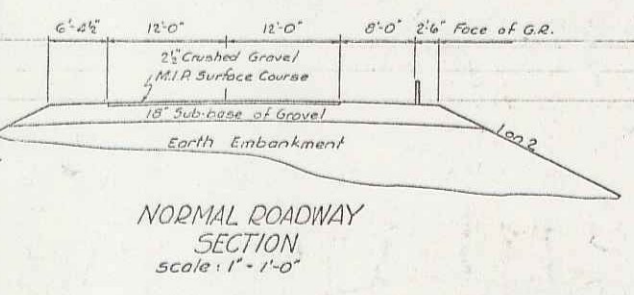 6'-4½" 12'-0" 12'-0" 8'-0" 2'-6" Face of G.R.
2½" Crushed Gravel
M.I.P. Surface Course
18" Sub-base of Gravel
1 on 2
Earth Embankment
NORMAL ROADWAY
SECTION
scale: 1" - 1'-0"